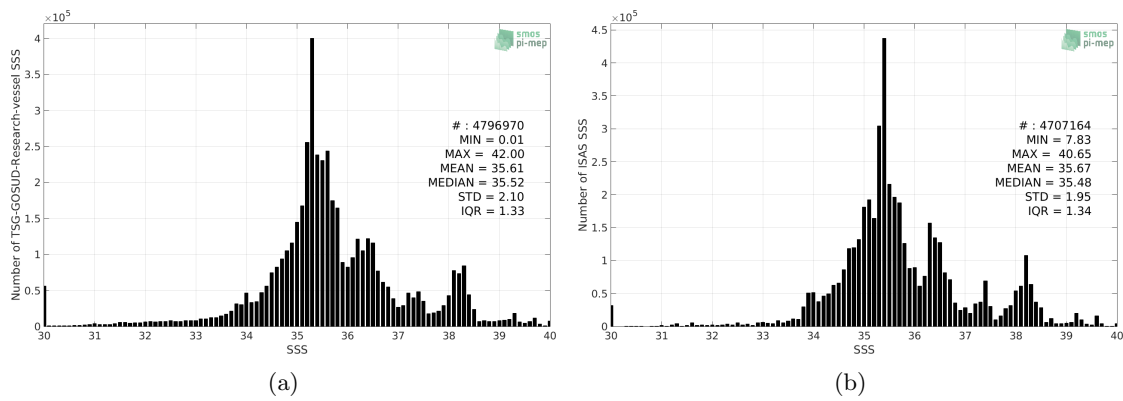 ×10⁵
4
3.5
3
2.5
2
1.5
1
0.5
0
Number of TSG-GOSUD-Research-vessel SSS
smos
pi-mep
# : 4796970
MIN = 0.01
MAX = 42.00
MEAN = 35.61
MEDIAN = 35.52
STD = 2.10
IQR = 1.33
30 31 32 33 34 35 36 37 38 39 40
SSS
(a)
×10⁵
4.5
4
3.5
3
2.5
2
1.5
1
0.5
0
Number of ISAS SSS
smos
pi-mep
# : 4707164
MIN = 7.83
MAX = 40.65
MEAN = 35.67
MEDIAN = 35.48
STD = 1.95
IQR = 1.34
30 31 32 33 34 35 36 37 38 39 40
SSS
(b)